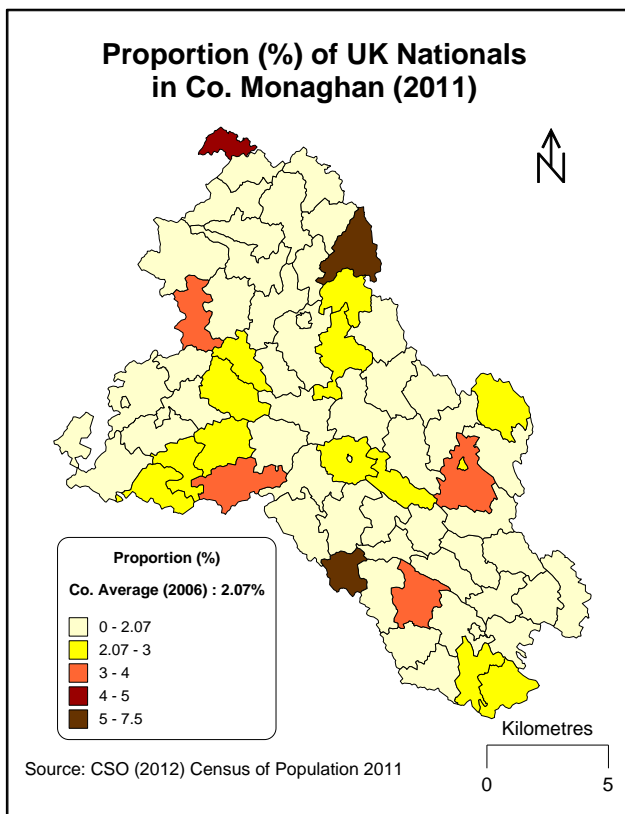 Proportion (%) of UK Nationals
in Co. Monaghan (2011)
N
Proportion (%)
Co. Average (2006) : 2.07%
0 - 2.07
2.07 - 3
3 - 4
4 - 5
5 - 7.5
Kilometres
0 5
Source: CSO (2012) Census of Population 2011